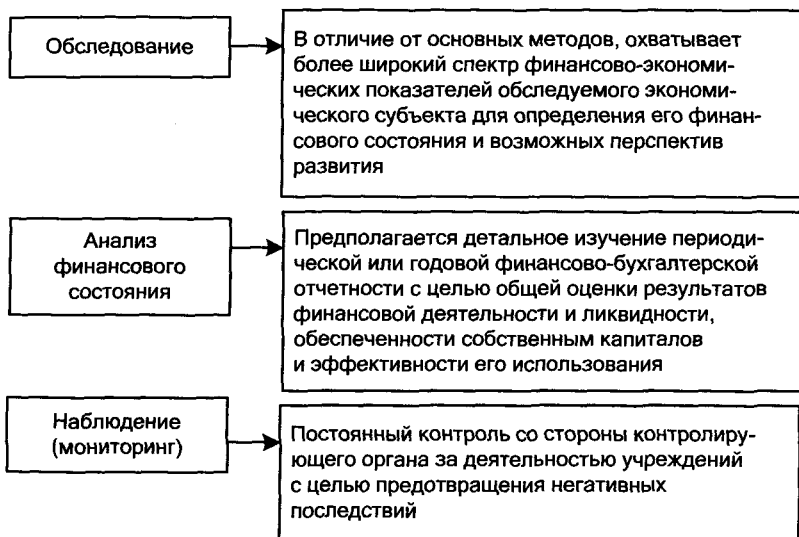 Обследование
В отличие от основных методов, охватывает
более широкий спектр финансово-экономи-
ческих показателей обследуемого экономи-
ческого субъекта для определения его финан-
сового состояния и возможных перспектив
развития
Анализ
финансового
состояния
Предполагается детальное изучение периоди-
ческой или годовой финансово-бухгалтерской
отчетности с целью общей оценки результатов
финансовой деятельности и ликвидности,
обеспеченности собственным капиталов
и эффективности его использования
Наблюдение
(мониторинг)
Постоянный контроль со стороны контролиру-
ющего органа за деятельностью учреждений
с целью предотвращения негативных
последствий